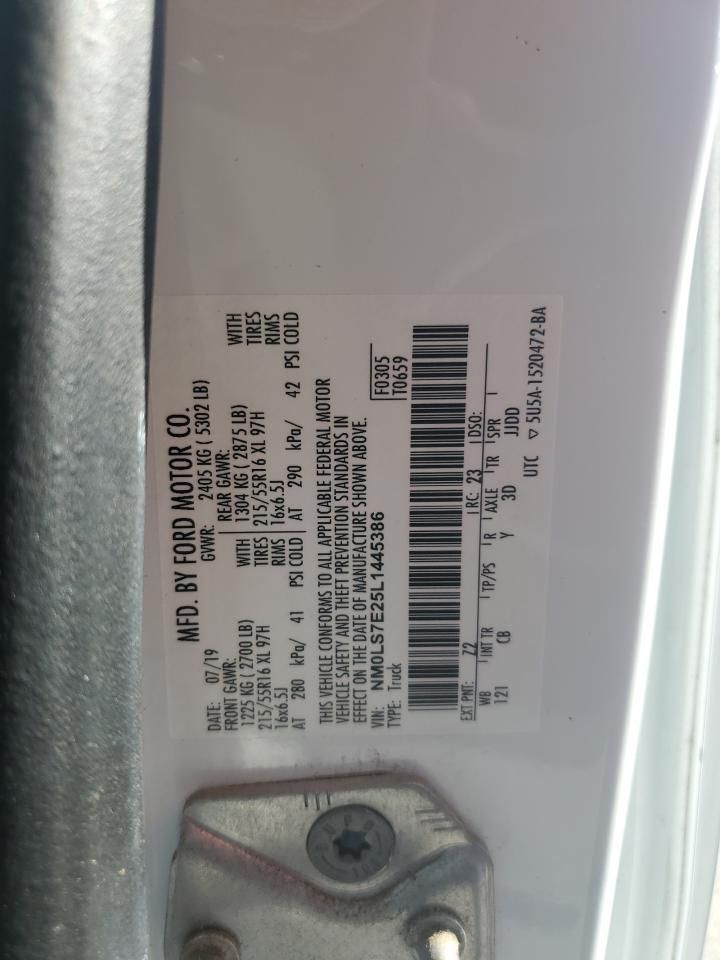 MFD. BY FORD MOTOR CO.
DATE: 07/19 GVWR: 2405 KG ( 5302 LB)
FRONT GAWR: REAR GAWR:
1225 KG ( 2700 LB) WITH 1304 KG ( 2875 LB) WITH
215/55R16 XL 97H TIRES 215/55R16 XL 97H TIRES
16x6.5J RIMS 16x6.5J RIMS
AT 280 kPa/ 41 PSI COLD AT 290 kPa/ 42 PSI COLD
THIS VEHICLE CONFORMS TO ALL APPLICABLE FEDERAL MOTOR
VEHICLE SAFETY AND THEFT PREVENTION STANDARDS IN
EFFECT ON THE DATE OF MANUFACTURE SHOWN ABOVE.
VIN: NM0LS7E25L1445386 F0305
TYPE: Truck T0659
EXT PNT: Z2 RC: 23 DSO:
WB INT TR TP/PS R AXLE TR SPR
121 CB Y 3D JJDD
UTC ▽ 5U5A-1520472-BA